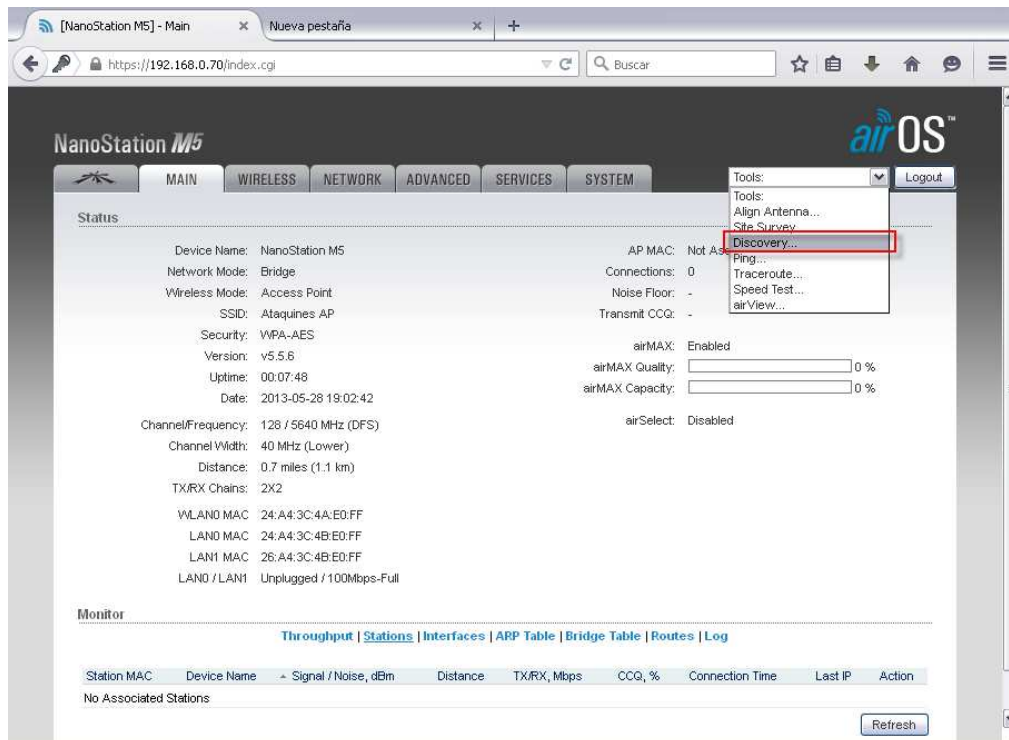 [NanoStation M5] - Main
Nueva pestaña
https://192.168.0.70/index.cgi
Buscar
NanoStation M5
airOS™
MAIN
WIRELESS
NETWORK
ADVANCED
SERVICES
SYSTEM
Tools:
Logout
Tools:
Align Antenna...
Site Survey
Discovery...
Ping...
Traceroute...
Speed Test...
airView...
Status
Device Name: NanoStation M5
Network Mode: Bridge
Wireless Mode: Access Point
SSID: Ataquines AP
Security: WPA-AES
Version: v5.5.6
Uptime: 00:07:48
Date: 2013-05-28 19:02:42
Channel/Frequency: 128 / 5640 MHz (DFS)
Channel Width: 40 MHz (Lower)
Distance: 0.7 miles (1.1 km)
TX/RX Chains: 2X2
WLAN0 MAC 24:A4:3C:4A:E0:FF
LAN0 MAC 24:A4:3C:4B:E0:FF
LAN1 MAC 26:A4:3C:4B:E0:FF
LAN0 / LAN1 Unplugged / 100Mbps-Full
AP MAC: Not As
Connections: 0
Noise Floor: -
Transmit CCQ: -
airMAX: Enabled
airMAX Quality: 0 %
airMAX Capacity: 0 %
airSelect: Disabled
Monitor
Throughput | Stations | Interfaces | ARP Table | Bridge Table | Routes | Log
Station MAC Device Name Signal / Noise, dBm Distance TX/RX, Mbps CCQ, % Connection Time Last IP Action
No Associated Stations
Refresh